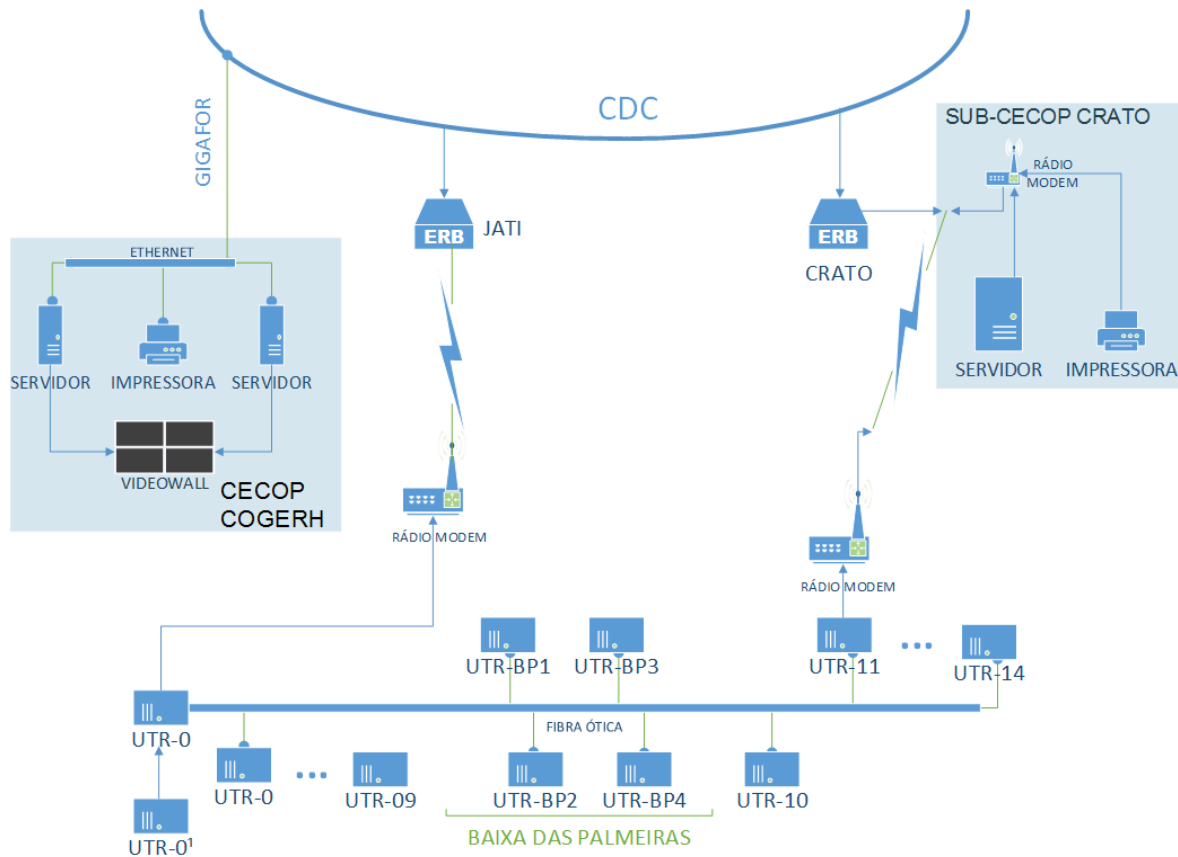 CDC
GIGAFOR
SUB-CECOP CRATO
RÁDIO
MODEM
ERB
JATI
ERB
CRATO
ETHERNET
SERVIDOR
IMPRESSORA
SERVIDOR
VIDEOWALL
CECOP
COGERH
SERVIDOR
IMPRESSORA
RÁDIO MODEM
RÁDIO MODEM
UTR-BP1
UTR-BP3
UTR-11
UTR-14
FIBRA ÓTICA
UTR-0
UTR-0
UTR-09
UTR-BP2
UTR-BP4
UTR-10
UTR-0¹
BAIXA DAS PALMEIRAS